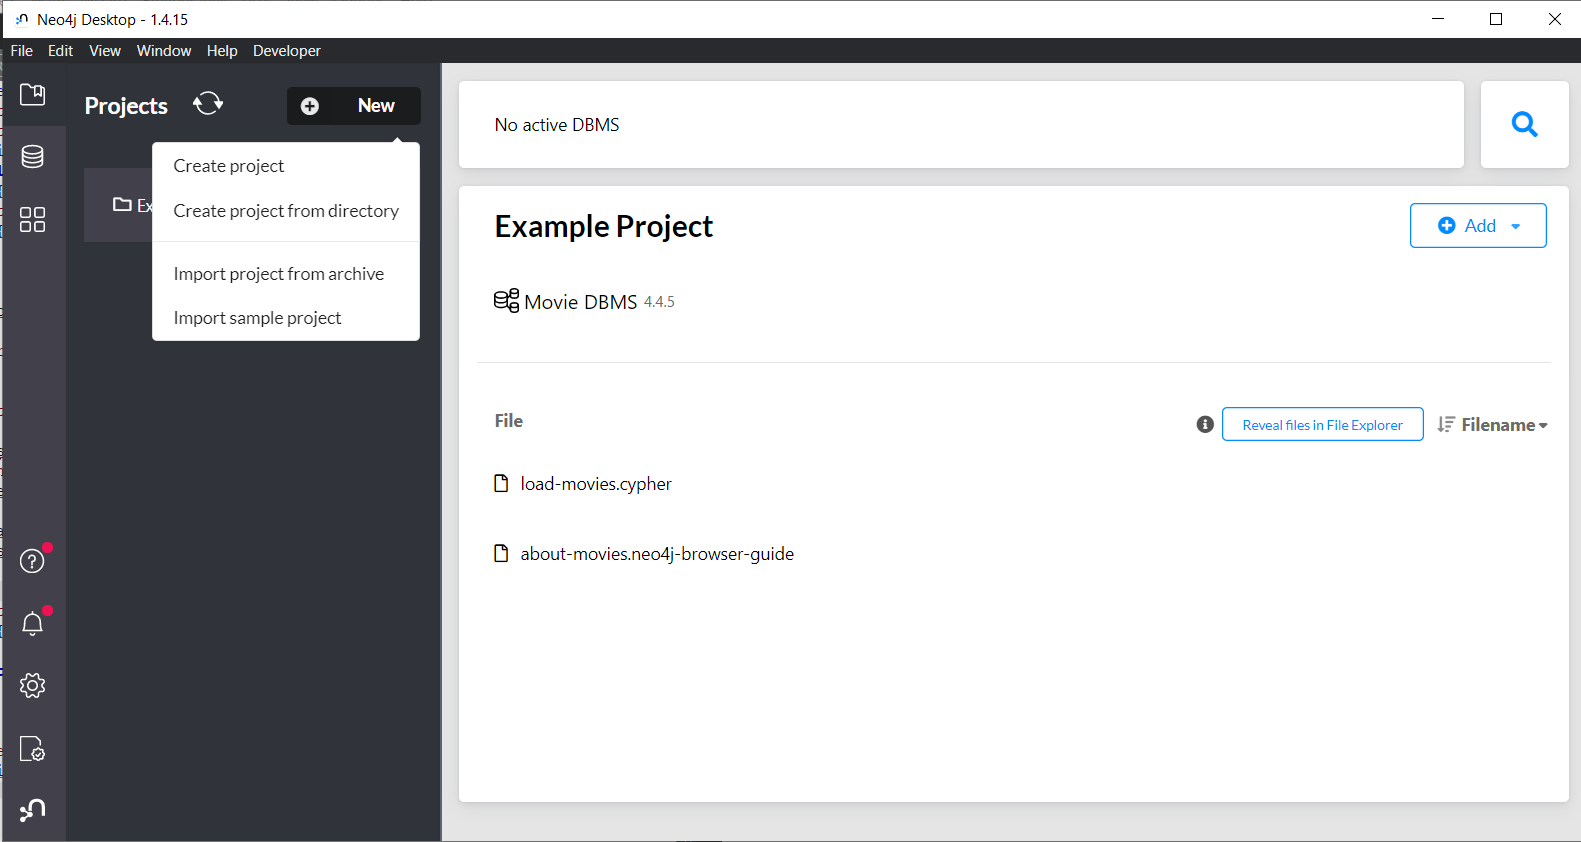 Neo4j Desktop - 1.4.15
File Edit View Window Help Developer
Projects
New
Create project
Create project from directory
Import project from archive
Import sample project
Ex
No active DBMS
Example Project
Add
Movie DBMS 4.4.5
File
Reveal files in File Explorer
Filename
load-movies.cypher
about-movies.neo4j-browser-guide